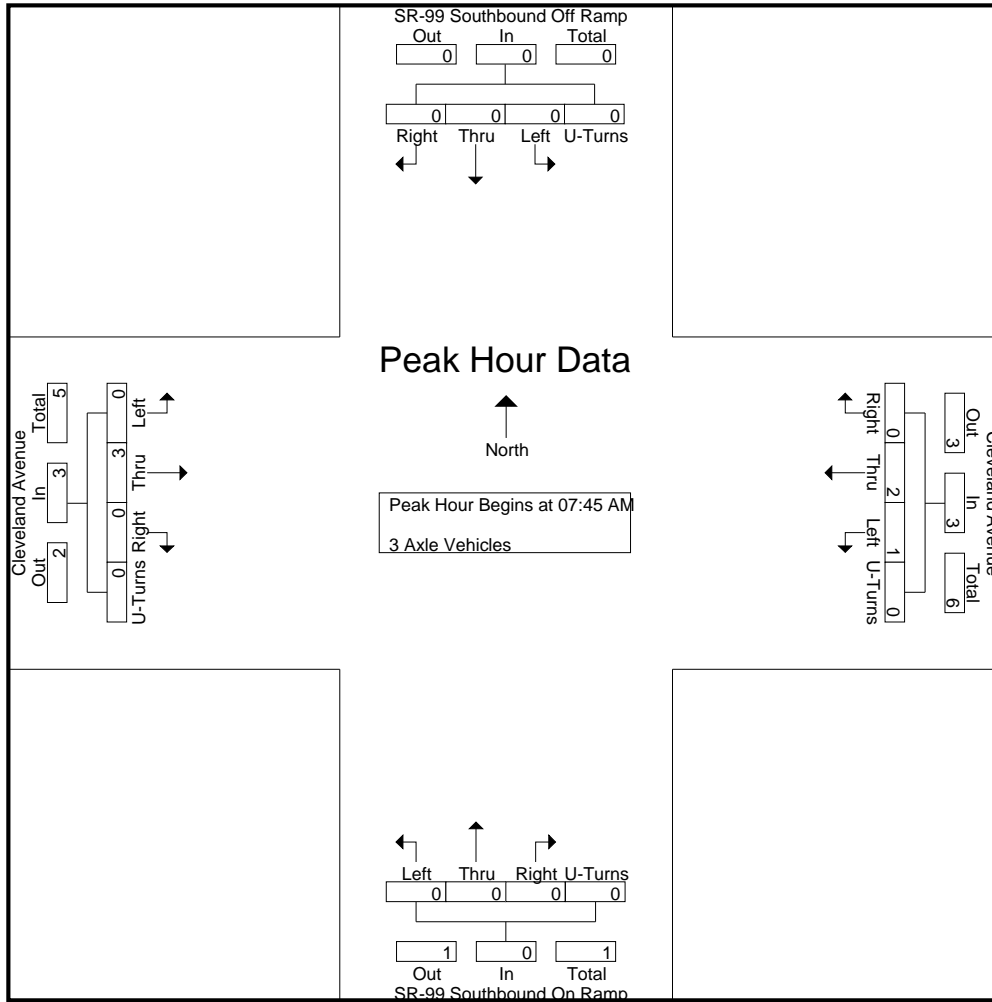 SR-99 Southbound Off Ramp
Out In Total
0 0 0
0 0 0 0
Right Thru Left U-Turns
Peak Hour Data
North
Peak Hour Begins at 07:45 AM
3 Axle Vehicles
Cleveland Avenue
Total In Out
5 3 2
0 3 0 0
Left Thru Right U-Turns
Cleveland Avenue
Out In Total
3 3 6
0 2 1 0
Right Thru Left U-Turns
Left Thru Right U-Turns
0 0 0 0
1 0 1
Out In Total
SR-99 Southbound On Ramp